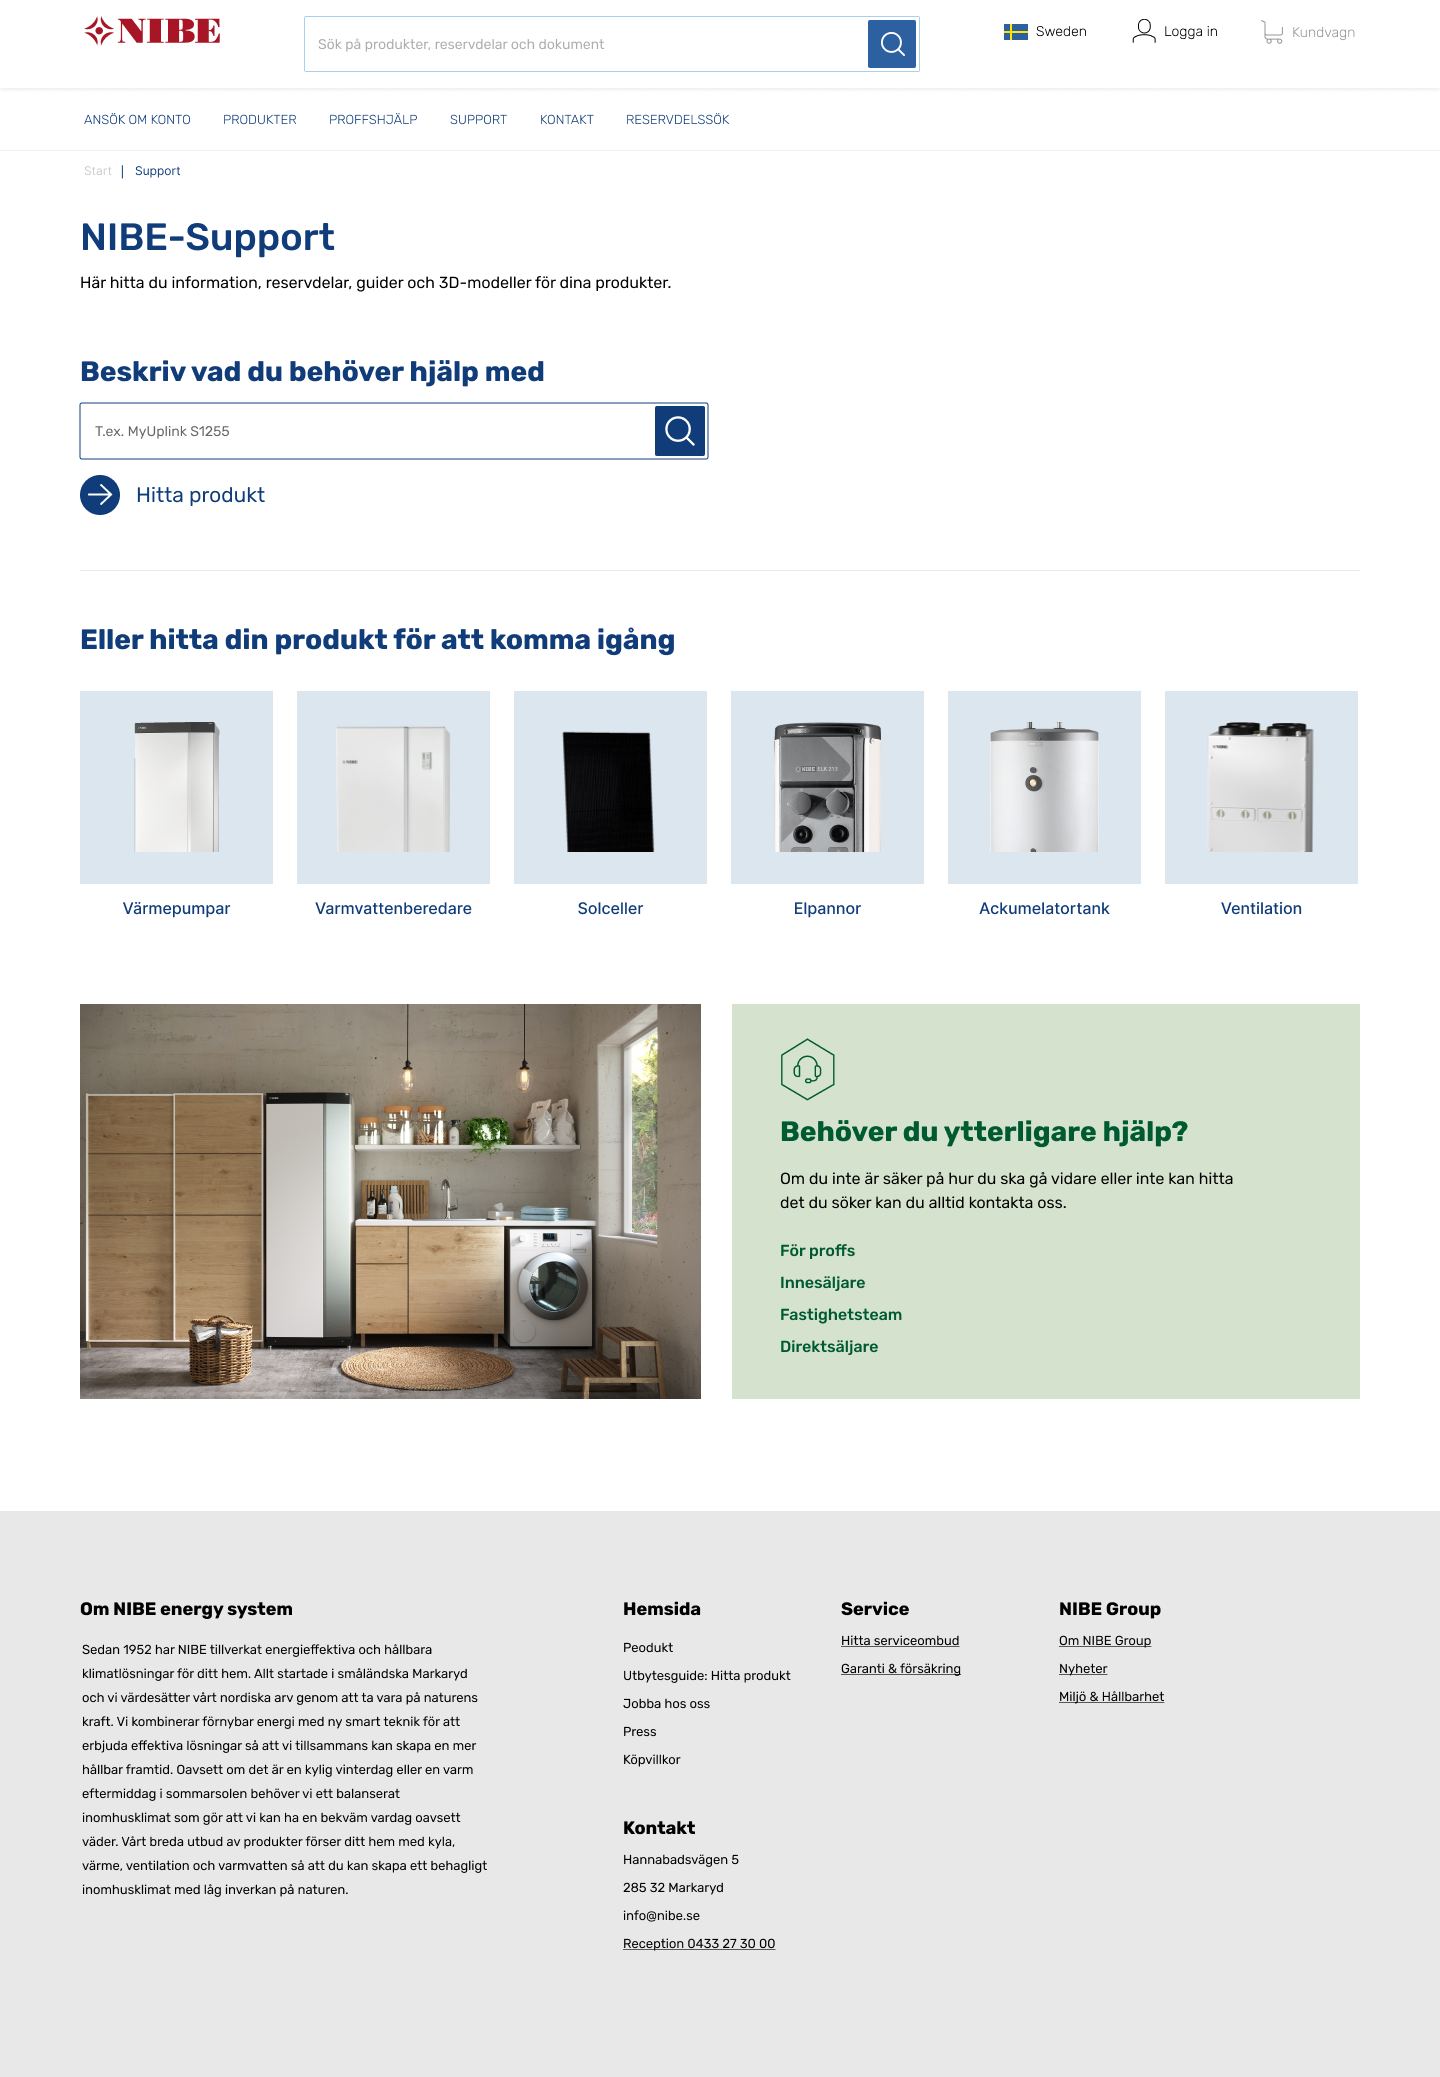 NIBE
Sök på produkter, reservdelar och dokument
Sweden
Logga in
Kundvagn
ANSÖK OM KONTO
PRODUKTER
PROFFSHJÄLP
SUPPORT
KONTAKT
RESERVDELSSÖK
Start | Support
NIBE-Support
Här hitta du information, reservdelar, guider och 3D-modeller för dina produkter.
Beskriv vad du behöver hjälp med
T.ex. MyUplink S1255
Hitta produkt
Eller hitta din produkt för att komma igång
NIBE
NIBE ELK 213
NIBE
Värmepumpar
Varmvattenberedare
Solceller
Elpannor
Ackumelatortank
Ventilation
Behöver du ytterligare hjälp?
Om du inte är säker på hur du ska gå vidare eller inte kan hitta
det du söker kan du alltid kontakta oss.
För proffs
Innesäljare
Fastighetsteam
Direktsäljare
Om NIBE energy system
Sedan 1952 har NIBE tillverkat energieffektiva och hållbara
klimatlösningar för ditt hem. Allt startade i småländska Markaryd
och vi värdesätter vårt nordiska arv genom att ta vara på naturens
kraft. Vi kombinerar förnybar energi med ny smart teknik för att
erbjuda effektiva lösningar så att vi tillsammans kan skapa en mer
hållbar framtid. Oavsett om det är en kylig vinterdag eller en varm
eftermiddag i sommarsolen behöver vi ett balanserat
inomhusklimat som gör att vi kan ha en bekväm vardag oavsett
väder. Vårt breda utbud av produkter förser ditt hem med kyla,
värme, ventilation och varmvatten så att du kan skapa ett behagligt
inomhusklimat med låg inverkan på naturen.
Hemsida
Peodukt
Utbytesguide: Hitta produkt
Jobba hos oss
Press
Köpvillkor
Kontakt
Hannabadsvägen 5
285 32 Markaryd
info@nibe.se
Reception 0433 27 30 00
Service
Hitta serviceombud
Garanti & försäkring
NIBE Group
Om NIBE Group
Nyheter
Miljö & Hållbarhet